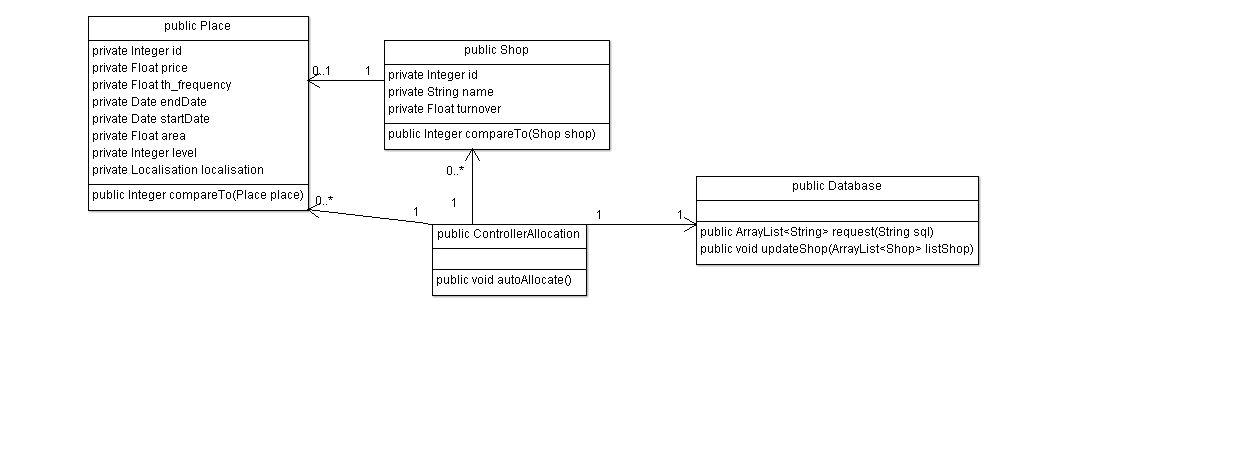 public Place
private Integer id
private Float price
private Float th_frequency
private Date endDate
private Date startDate
private Float area
private Integer level
private Localisation localisation
public Integer compareTo(Place place)
0..1
1
public Shop
private Integer id
private String name
private Float turnover
public Integer compareTo(Shop shop)
0..*
1
0..*
1
public ControllerAllocation
public void autoAllocate()
1
1.
public Database
public ArrayList<String> request(String sql)
public void updateShop(ArrayList<Shop> listShop)